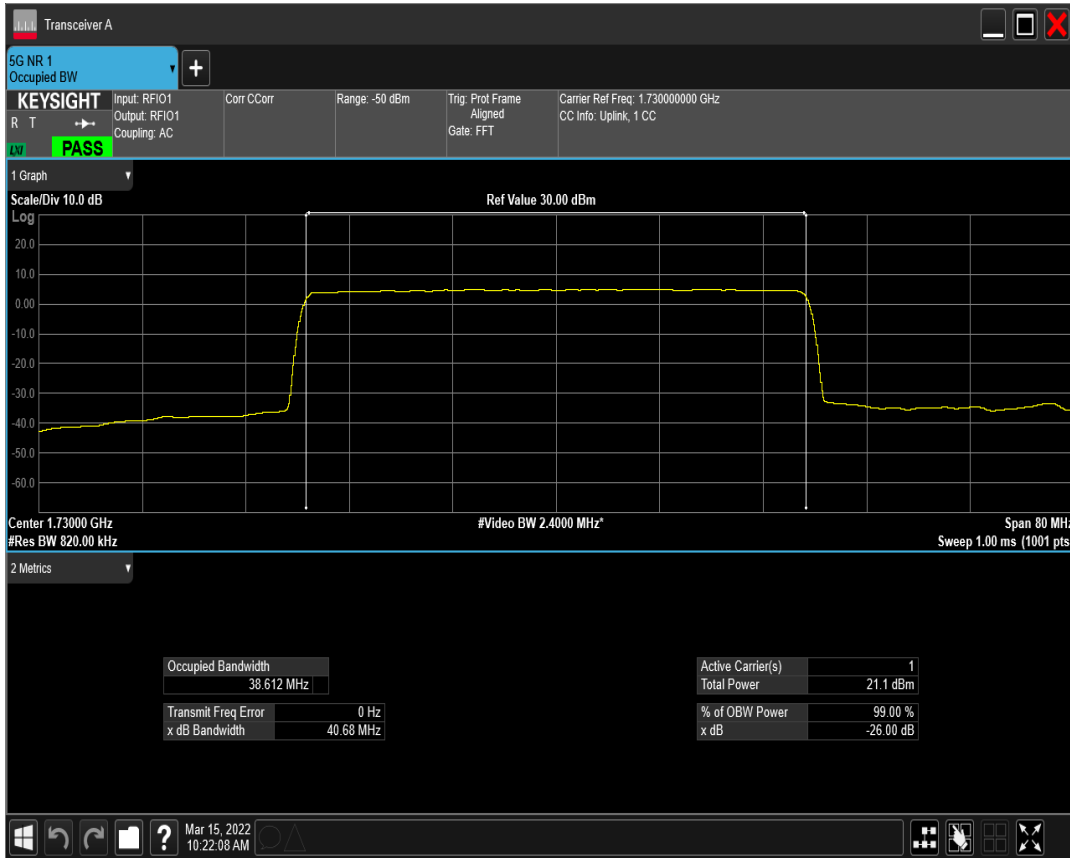 Transceiver A
5G NR 1
Occupied BW
KEYSIGHT
R T
LXI
PASS
Input: RFIO1
Output: RFIO1
Coupling: AC
Corr CCorr
Range: -50 dBm
Trig: Prot Frame
Aligned
Gate: FFT
Carrier Ref Freq: 1.730000000 GHz
CC Info: Uplink, 1 CC
1 Graph
Scale/Div 10.0 dB
Ref Value 30.00 dBm
Log
20.0
10.0
0.00
-10.0
-20.0
-30.0
-40.0
-50.0
-60.0
Center 1.73000 GHz
#Video BW 2.4000 MHz*
Span 80 MHz
#Res BW 820.00 kHz
Sweep 1.00 ms (1001 pts
2 Metrics
Occupied Bandwidth
38.612 MHz
Transmit Freq Error 0 Hz
x dB Bandwidth 40.68 MHz
Active Carrier(s) 1
Total Power 21.1 dBm
% of OBW Power 99.00 %
x dB -26.00 dB
?
Mar 15, 2022
10:22:08 AM